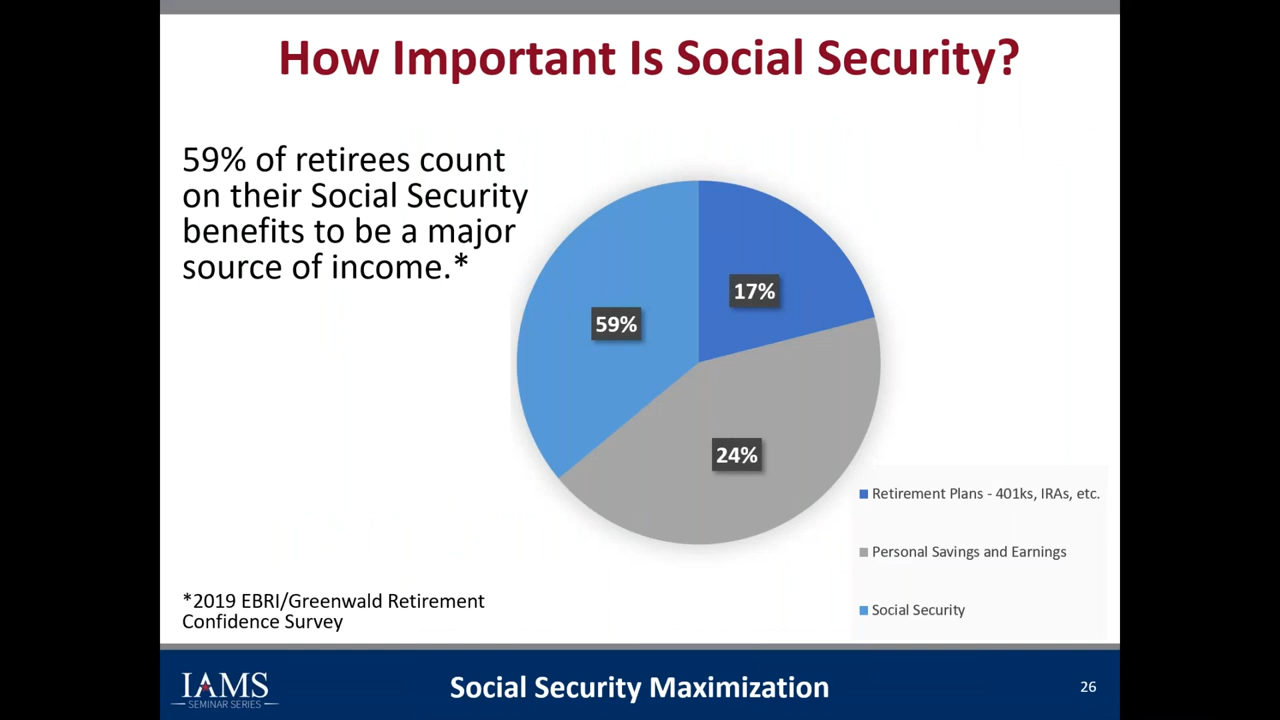 How Important Is Social Security?
59% of retirees count
on their Social Security
benefits to be a major
source of income.*
17%
59%
24%
Retirement Plans - 401ks, IRAs, etc.
Personal Savings and Earnings
Social Security
*2019 EBRI/Greenwald Retirement
Confidence Survey
IAMS
SEMINAR SERIES
Social Security Maximization
26